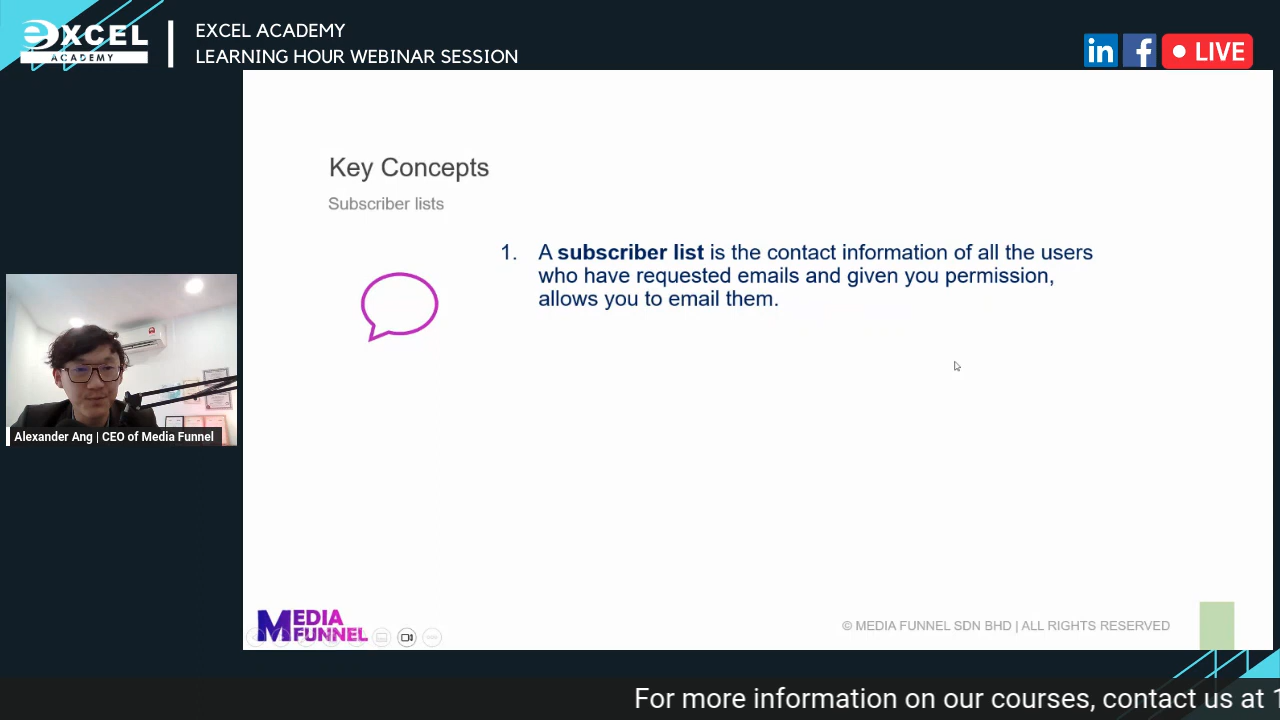 eXCEL
ACADEMY
EXCEL ACADEMY
LEARNING HOUR WEBINAR SESSION
in
f
LIVE
Key Concepts
Subscriber lists
1. A subscriber list is the contact information of all the users
who have requested emails and given you permission,
allows you to email them.
Alexander Ang | CEO of Media Funnel
MEDIA
FUNNEL
© MEDIA FUNNEL SDN BHD | ALL RIGHTS RESERVED
For more information on our courses, contact us at 1